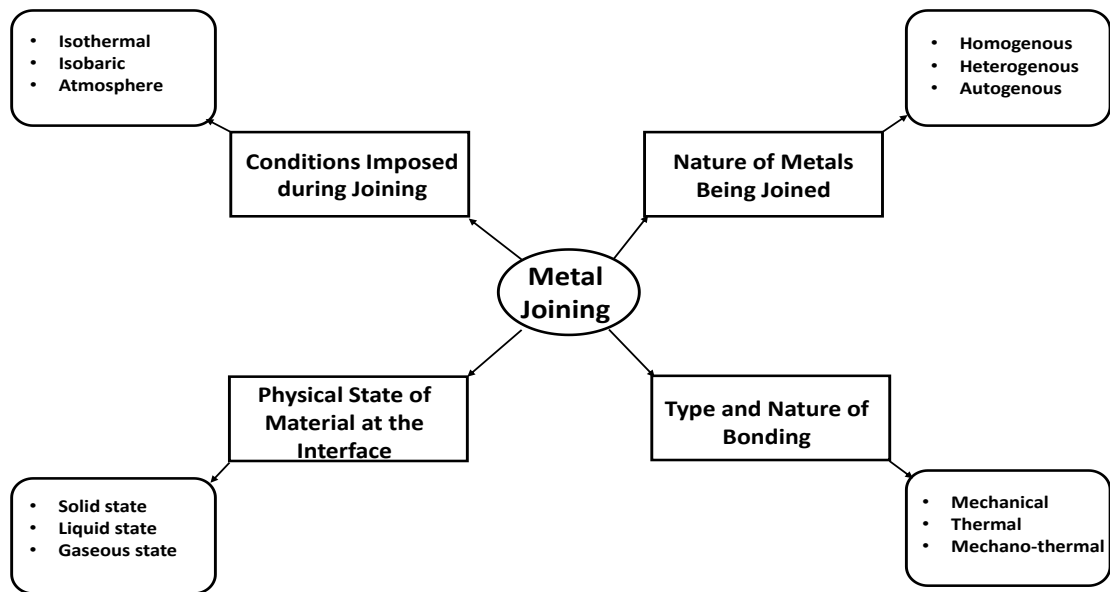 • Isothermal
• Isobaric
• Atmosphere
• Homogenous
• Heterogenous
• Autogenous
Conditions Imposed
during Joining
Nature of Metals
Being Joined
Metal
Joining
Physical State of
Material at the
Interface
Type and Nature of
Bonding
• Solid state
• Liquid state
• Gaseous state
• Mechanical
• Thermal
• Mechano-thermal